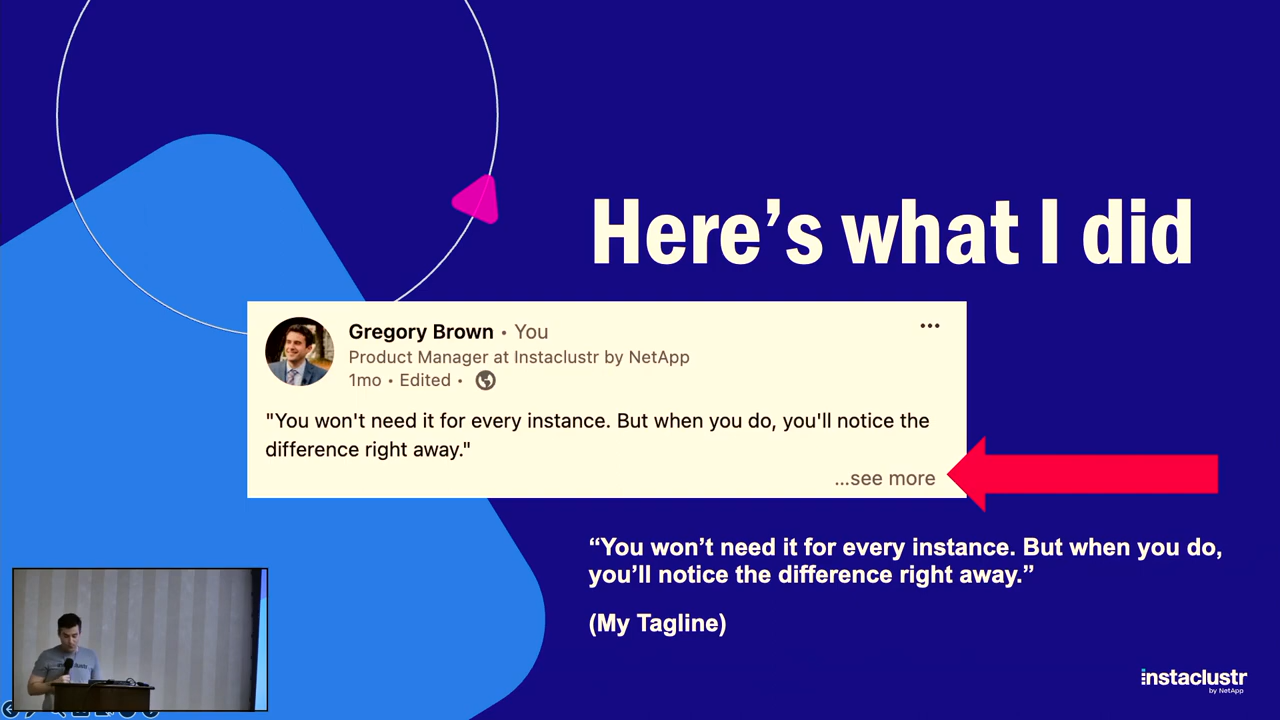 Here’s what I did
Gregory Brown • You
Product Manager at Instaclustr by NetApp
1mo • Edited •
"You won't need it for every instance. But when you do, you'll notice the
difference right away."
...see more
“You won’t need it for every instance. But when you do,
you’ll notice the difference right away.”
(My Tagline)
instaclustr
by NetApp